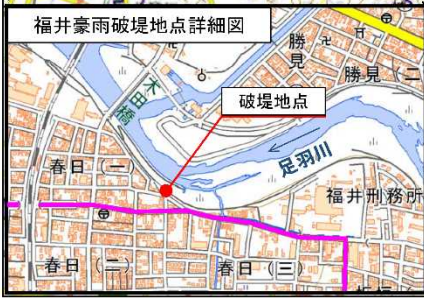 福井豪雨破堤地点詳細図
勝見
勝見(二
木田橋
破堤地点
足羽川
春日(一)
福井刑務所
春日(二)
春日(三)